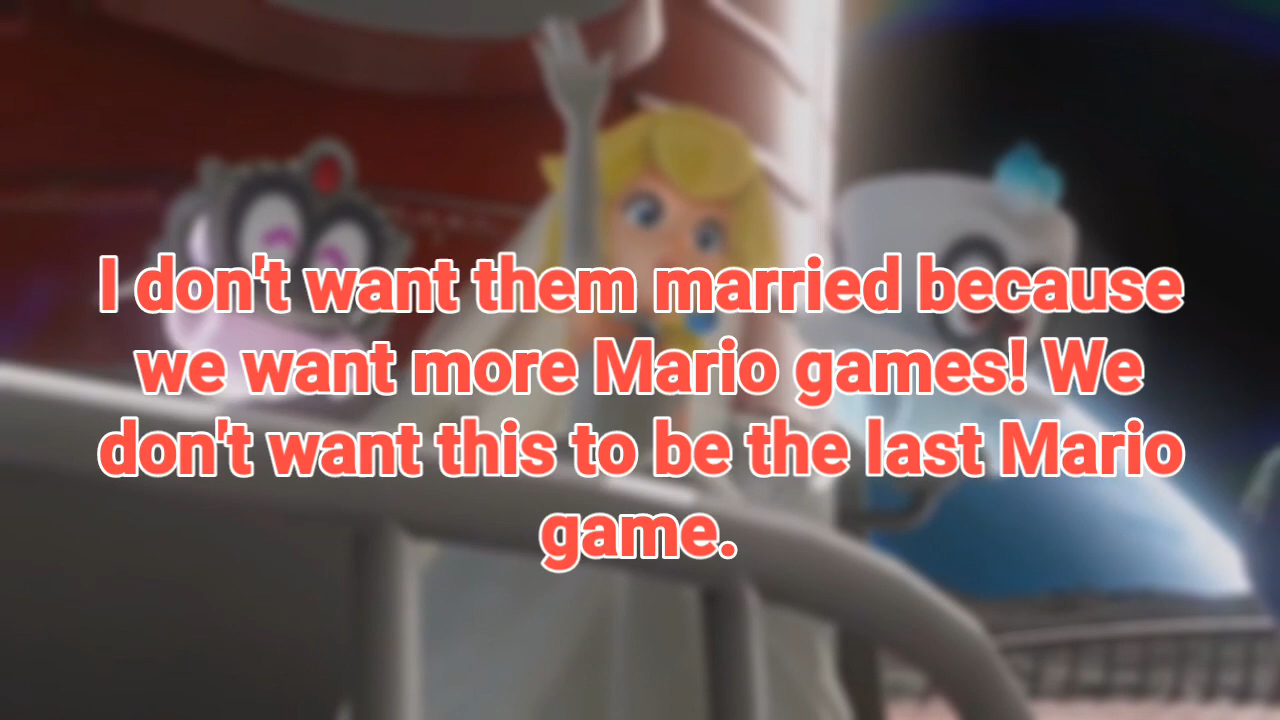 I don't want them married because
we want more Mario games! We
don't want this to be the last Mario
game.